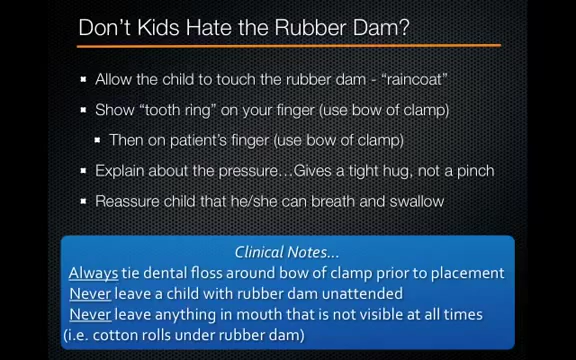 Don't Kids Hate the Rubber Dam?
Allow the child to touch the rubber dam - “raincoat”
Show “tooth ring” on your finger (use bow of clamp)
Then on patient's finger (use bow of clamp)
Explain about the pressure…Gives a tight hug, not a pinch
Reassure child that he/she can breath and swallow
Clinical Notes…
Always tie dental floss around bow of clamp prior to placement
Never leave a child with rubber dam unattended
Never leave anything in mouth that is not visible at all times
(i.e. cotton rolls under rubber dam)